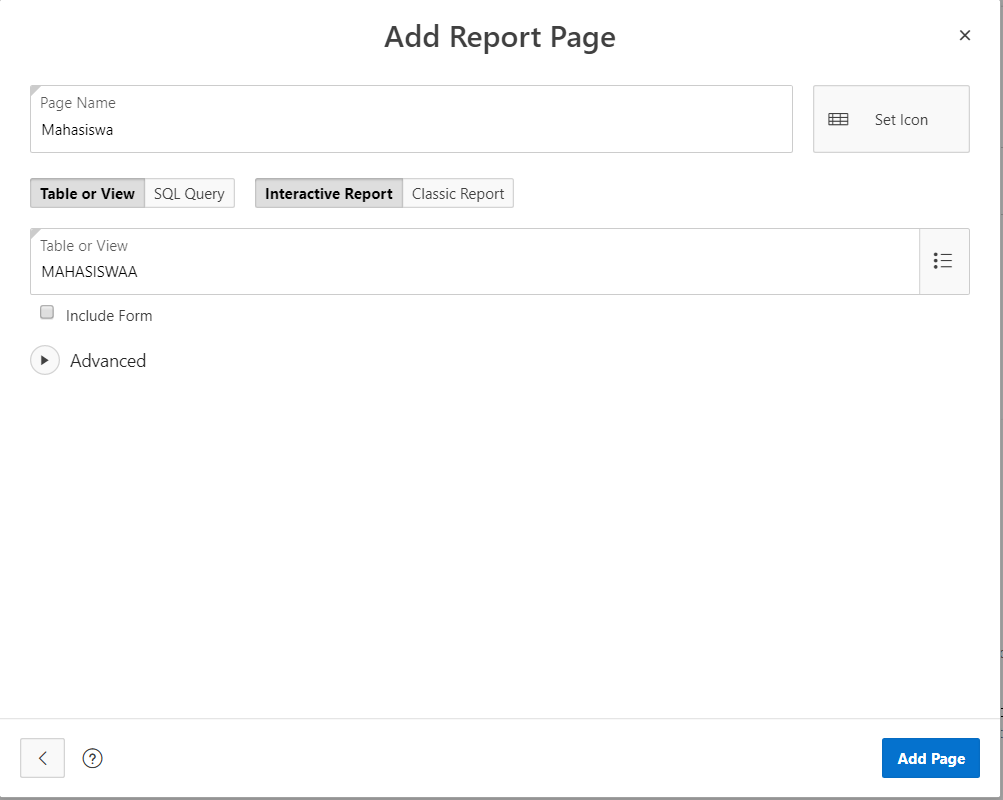 Add Report Page
Page Name
Mahasiswa
Set Icon
Table or View SQL Query Interactive Report Classic Report
Table or View
MAHASISWAA
Include Form
Advanced
Add Page